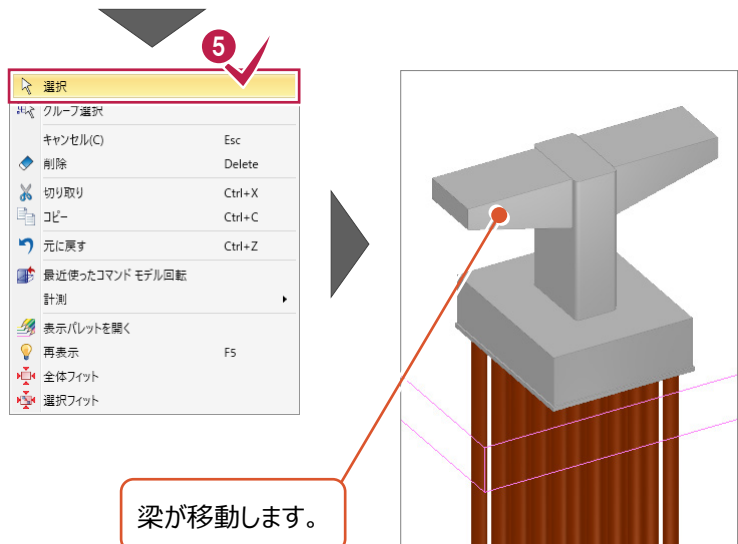 5
選択
グループ選択
キャンセル(C) Esc
削除 Delete
切り取り Ctrl+X
コピー Ctrl+C
元に戻す Ctrl+Z
最近使ったコマンド モデル回転
計測
表示パレットを開く
再表示 F5
全体フィット
選択フィット
梁が移動します。